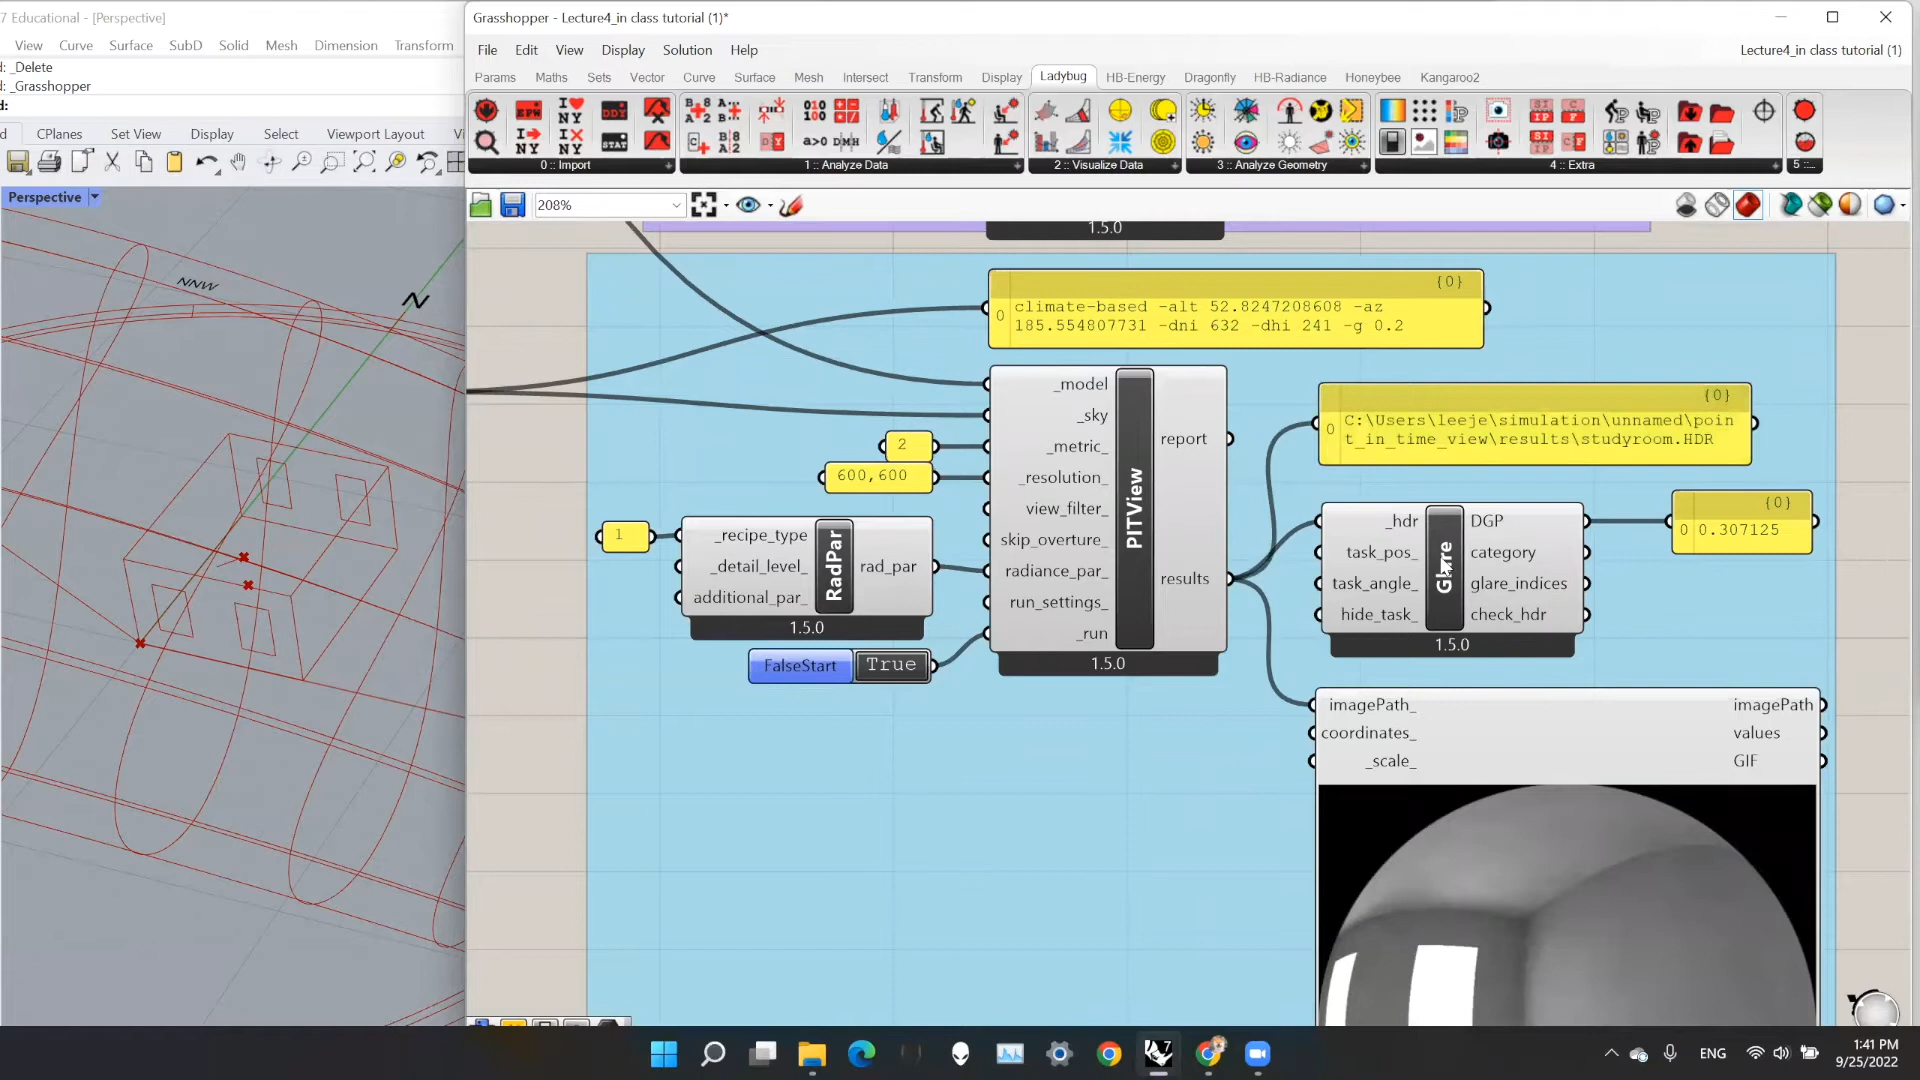 7 Educational - [Perspective]
View Curve Surface SubD Solid Mesh Dimension Transform
d: _Delete
d: _Grasshopper
d:
d CPlanes Set View Display Select Viewport Layout Vi
Perspective
NNW
N
Grasshopper - Lecture4_in class tutorial (1)*
File Edit View Display Solution Help
Lecture4_in class tutorial (1)
Params Maths Sets Vector Curve Surface Mesh Intersect Transform Display Ladybug HB-Energy Dragonfly HB-Radiance Honeybee Kangaroo2
0 :: Import
1 :: Analyze Data
2 :: Visualize Data
3 :: Analyze Geometry
4 :: Extra
5 ::...
208%
1.5.0
{0}
0 climate-based -alt 52.8247208608 -az
185.554807731 -dni 632 -dhi 241 -g 0.2
_model
_sky
_metric_
_resolution_
view_filter_
skip_overture_
radiance_par_
run_settings_
_run
PITView
report
results
1.5.0
2
600,600
1
_recipe_type
_detail_level_
additional_par_
RadPar
rad_par
1.5.0
FalseStart True
{0}
0 C:\Users\leeje\simulation\unnamed\poin
t_in_time_view\results\studyroom.HDR
_hdr
task_pos_
task_angle_
hide_task_
Glare
DGP
category
glare_indices
check_hdr
1.5.0
{0}
0 0.307125
imagePath_
coordinates_
_scale_
imagePath
values
GIF
ENG
1:41 PM
9/25/2022